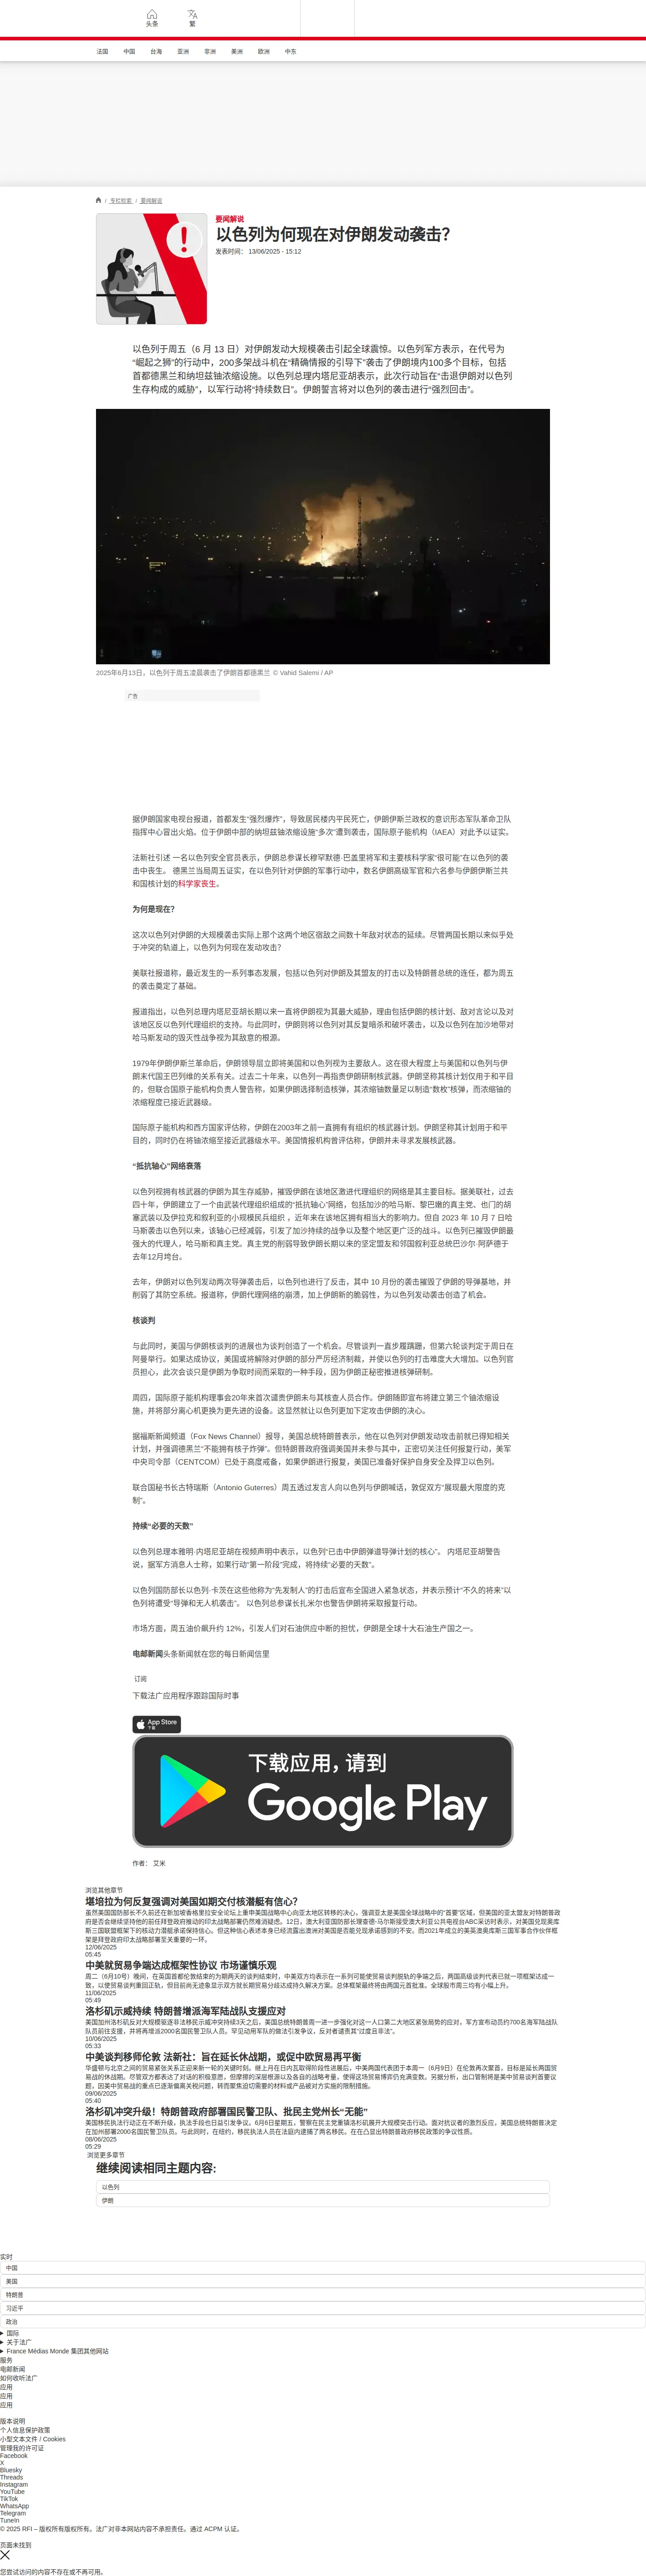 头条
繁
法国 中国 台海 亚洲 非洲 美洲 欧洲 中东
/ 专栏检索 / 要闻解说
要闻解说
以色列为何现在对伊朗发动袭击？
发表时间： 13/06/2025 - 15:12
以色列于周五（6 月 13 日）对伊朗发动大规模袭击引起全球震惊。以色列军方表示，在代号为
“崛起之狮”的行动中，200多架战斗机在“精确情报的引导下”袭击了伊朗境内100多个目标，包括
首都德黑兰和纳坦兹铀浓缩设施。以色列总理内塔尼亚胡表示，此次行动旨在“击退伊朗对以色列
生存构成的威胁”，以军行动将“持续数日”。伊朗誓言将对以色列的袭击进行“强烈回击”。
2025年6月13日，以色列于周五凌晨袭击了伊朗首都德黑兰 © Vahid Salemi / AP
广告
据伊朗国家电视台报道，首都发生“强烈爆炸”，导致居民楼内平民死亡，伊朗伊斯兰政权的意识形态军队革命卫队
指挥中心冒出火焰。位于伊朗中部的纳坦兹铀浓缩设施“多次”遭到袭击，国际原子能机构（IAEA）对此予以证实。
法新社引述 一名以色列安全官员表示，伊朗总参谋长穆罕默德·巴盖里将军和主要核科学家“很可能”在以色列的袭
击中丧生。 德黑兰当局周五证实，在以色列针对伊朗的军事行动中，数名伊朗高级军官和六名参与伊朗伊斯兰共
和国核计划的科学家丧生。
为何是现在?
这次以色列对伊朗的大规模袭击实际上那个这两个地区宿敌之间数十年敌对状态的延续。尽管两国长期以来似乎处
于冲突的轨道上，以色列为何现在发动攻击?
美联社报道称，最近发生的一系列事态发展，包括以色列对伊朗及其盟友的打击以及特朗普总统的连任，都为周五
的袭击奠定了基础。
报道指出，以色列总理内塔尼亚胡长期以来一直将伊朗视为其最大威胁，理由包括伊朗的核计划、敌对言论以及对
该地区反以色列代理组织的支持。与此同时，伊朗则将以色列对其反复暗杀和破坏袭击，以及以色列在加沙地带对
哈马斯发动的毁灭性战争视为其敌意的根源。
1979年伊朗伊斯兰革命后，伊朗领导层立即将美国和以色列视为主要敌人。这在很大程度上与美国和以色列与伊
朗末代国王巴列维的关系有关。过去二十年来，以色列一再指责伊朗研制核武器。伊朗坚称其核计划仅用于和平目
的，但联合国原子能机构负责人警告称，如果伊朗选择制造核弹，其浓缩铀数量足以制造“数枚”核弹，而浓缩铀的
浓缩程度已接近武器级。
国际原子能机构和西方国家评估称，伊朗在2003年之前一直拥有有组织的核武器计划。伊朗坚称其计划用于和平
目的，同时仍在将铀浓缩至接近武器级水平。美国情报机构曾评估称，伊朗并未寻求发展核武器。
“抵抗轴心”网络衰落
以色列视拥有核武器的伊朗为其生存威胁，摧毁伊朗在该地区激进代理组织的网络是其主要目标。据美联社，过去
四十年，伊朗建立了一个由武装代理组织组成的“抵抗轴心”网络，包括加沙的哈马斯、黎巴嫩的真主党、也门的胡
塞武装以及伊拉克和叙利亚的小规模民兵组织 ，近年来在该地区拥有相当大的影响力。但自 2023 年 10 月 7 日哈
马斯袭击以色列以来，该轴心已经减弱，引发了加沙持续的战争以及整个地区更广泛的战斗。以色列已摧毁伊朗最
强大的代理人，哈马斯和真主党。真主党的削弱导致伊朗长期以来的坚定盟友和邻国叙利亚总统巴沙尔·阿萨德于
去年12月垮台。
去年，伊朗对以色列发动两次导弹袭击后，以色列也进行了反击，其中 10 月份的袭击摧毁了伊朗的导弹基地，并
削弱了其防空系统。报道称，伊朗代理网络的崩溃，加上伊朗新的脆弱性，为以色列发动袭击创造了机会。
核谈判
与此同时，美国与伊朗核谈判的进展也为谈判创造了一个机会。尽管谈判一直步履蹒跚，但第六轮谈判定于周日在
阿曼举行。如果达成协议，美国或将解除对伊朗的部分严厉经济制裁，并使以色列的打击难度大大增加。以色列官
员担心，此次会谈只是伊朗为争取时间而采取的一种手段，因为伊朗正秘密推进核弹研制。
周四，国际原子能机构理事会20年来首次谴责伊朗未与其核查人员合作。伊朗随即宣布将建立第三个铀浓缩设
施，并将部分离心机更换为更先进的设备。这显然就让以色列更加下定攻击伊朗的决心。
据福斯新闻频道（Fox News Channel）报导，美国总统特朗普表示，他在以色列对伊朗发动攻击前就已得知相关
计划，并强调德黑兰“不能拥有核子炸弹”。但特朗普政府强调美国并未参与其中，正密切关注任何报复行动，美军
中央司令部（CENTCOM）已处于高度戒备，如果伊朗进行报复，美国已准备好保护自身安全及捍卫以色列。
联合国秘书长古特瑞斯（Antonio Guterres）周五透过发言人向以色列与伊朗喊话，敦促双方“展现最大限度的克
制”。
持续“必要的天数”
以色列总理本雅明·内塔尼亚胡在视频声明中表示，以色列“已击中伊朗弹道导弹计划的核心”。 内塔尼亚胡警告
说，据军方消息人士称，如果行动“第一阶段”完成，将持续“必要的天数”。
以色列国防部长以色列·卡茨在这些他称为“先发制人”的打击后宣布全国进入紧急状态，并表示预计“不久的将来”以
色列将遭受“导弹和无人机袭击”。 以色列总参谋长扎米尔也警告伊朗将采取报复行动。
市场方面，周五油价飙升约 12%，引发人们对石油供应中断的担忧，伊朗是全球十大石油生产国之一。
电邮新闻头条新闻就在您的每日新闻信里
订阅
下载法广应用程序跟踪国际时事
App Store
下载
下载应用，请到
Google Play
作者： 艾米
浏览其他章节
堪培拉为何反复强调对美国如期交付核潜艇有信心？
虽然美国国防部长不久前还在新加坡香格里拉安全论坛上重申美国战略中心向亚太地区转移的决心，强调亚太是美国全球战略中的“首要”区域，但美国的亚太盟友对特朗普政
府是否会继续坚持他的前任拜登政府推动的印太战略部署仍然难消疑虑。12日，澳大利亚国防部长理查德·马尔斯接受澳大利亚公共电视台ABC采访时表示，对美国兑现奥库
斯三国联盟框架下的核动力潜艇承诺保持信心。但这种信心表述本身已经流露出澳洲对美国是否能兑现承诺感到的不安。而2021年成立的美英澳奥库斯三国军事合作伙伴框
架是拜登政府印太战略部署至关重要的一环。
12/06/2025
05:45
中美就贸易争端达成框架性协议 市场谨慎乐观
周二（6月10号）晚间，在英国首都伦敦结束的为期两天的谈判结束时，中美双方均表示在一系列可能使贸易谈判脱轨的争端之后，两国高级谈判代表已就一项框架达成一
致，以便贸易谈判重回正轨，但目前尚无迹象显示双方就长期贸易分歧达成持久解决方案。总体框架最终将由两国元首批准。全球股市周三均有小幅上升。
11/06/2025
05:49
洛杉矶示威持续 特朗普增派海军陆战队支援应对
美国加州洛杉矶反对大规模驱逐非法移民示威冲突持续3天之后，美国总统特朗普周一进一步强化对这一人口第二大地区紧张局势的应对，军方宣布动员约700名海军陆战队
队员前往支援，并将再增派2000名国民警卫队人员。罕见动用军队的做法引发争议，反对者谴责其“过度且非法”。
10/06/2025
05:33
中美谈判移师伦敦 法新社：旨在延长休战期，或促中欧贸易再平衡
华盛顿与北京之间的贸易紧张关系正迎来新一轮的关键时刻。继上月在日内瓦取得阶段性进展后，中美两国代表团于本周一（6月9日）在伦敦再次聚首，目标是延长两国贸
易战的休战期。尽管双方都表达了对话的积极意愿，但摩擦的深层根源以及各自的战略考量，使得这场贸易博弈仍充满变数。另据分析，出口管制将是美中贸易谈判首要议
题，因美中贸易战的重点已逐渐偏离关税问题，转而聚焦迫切需要的材料或产品被对方实施的限制措施。
09/06/2025
05:40
洛杉矶冲突升级！特朗普政府部署国民警卫队、批民主党州长“无能”
美国移民执法行动正在不断升级，执法手段也日益引发争议。6月6日星期五，警察在民主党重镇洛杉矶展开大规模突击行动。面对抗议者的激烈反应，美国总统特朗普决定
在加州部署2000名国民警卫队员。与此同时，在纽约，移民执法人员在法庭内逮捕了两名移民。在在凸显出特朗普政府移民政策的争议性质。
08/06/2025
05:29
浏览更多章节
继续阅读相同主题内容:
以色列
伊朗
实时
中国
美国
特朗普
习近平
政治
国际
关于法广
France Médias Monde 集团其他网站
服务
电邮新闻
如何收听法广
应用
应用
应用
版本说明
个人信息保护政策
小型文本文件 / Cookies
管理我的许可证
Facebook
X
Bluesky
Threads
Instagram
YouTube
TikTok
WhatsApp
Telegram
TuneIn
© 2025 RFI – 版权所有版权所有。法广对非本网站内容不承担责任。通过 ACPM 认证。
页面未找到
您尝试访问的内容不存在或不再可用。